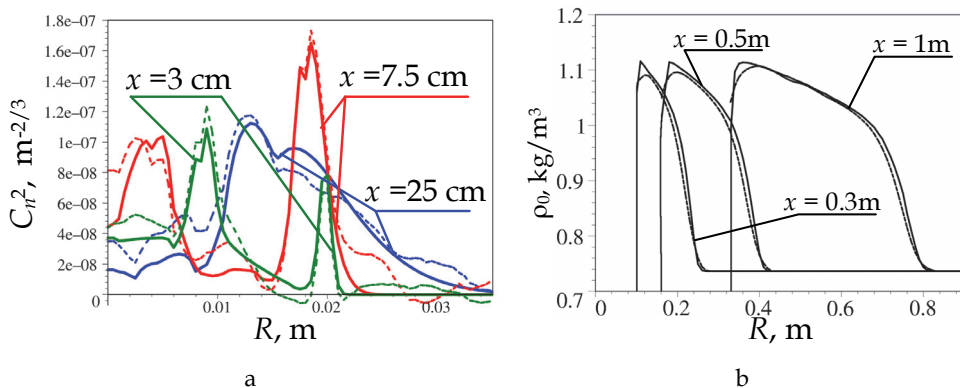 1.8e–07
1.6e–07
1.4e–07
1.2e–07
1e–07
8e–08
6e–08
4e–08
2e–08
0
0.01
0.02
0.03
Cn², m-2/3
R, m
x = 3 cm
x = 7.5 cm
x = 25 cm
a
1.2
1.1
1
0.9
0.8
0.7
0
0.2
0.4
0.6
0.8
ρ0, kg/m³
R, m
x = 0.5m
x = 1m
x = 0.3m
b